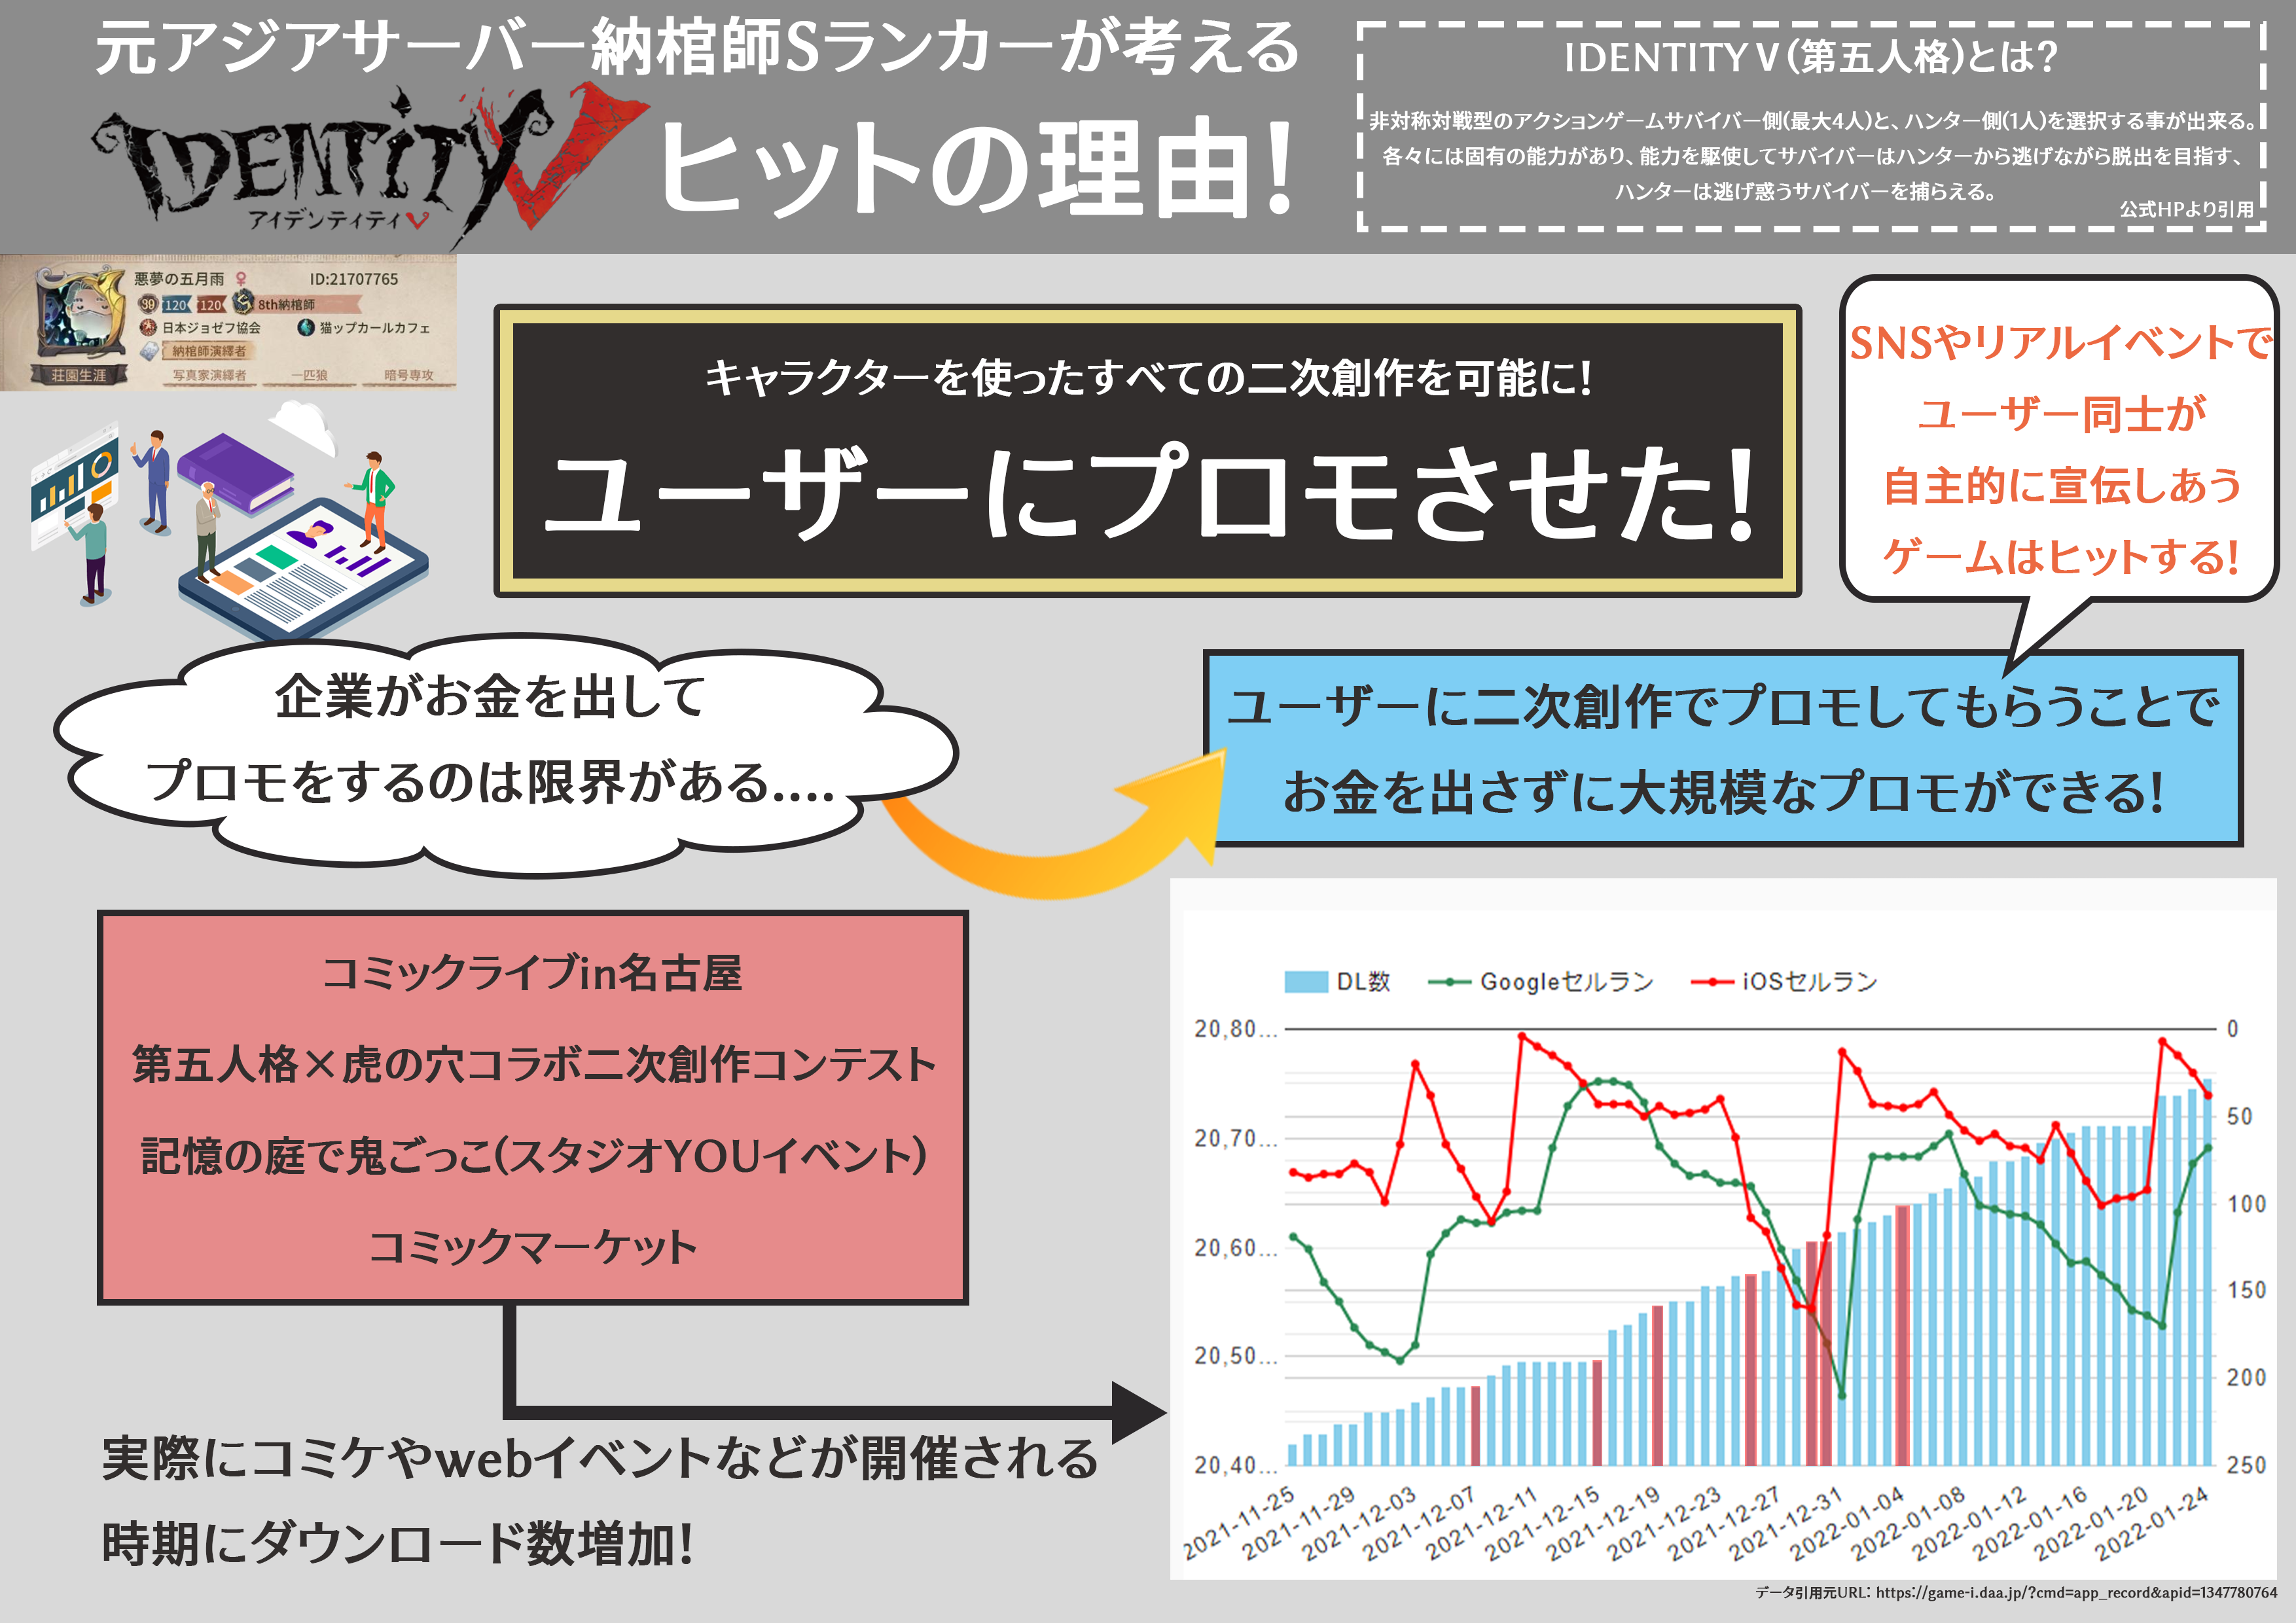 元アジアサーバー納棺師Sランカーが考える
IDENTITY V
アイデンティティV
ヒットの理由!
IDENTITY V(第五人格)とは?
非対称対戦型のアクションゲームサバイバー側(最大4人)と、ハンター側(1人)を選択する事が出来る。
各々には固有の能力があり、能力を駆使してサバイバーはハンターから逃げながら脱出を目指す、
ハンターは逃げ惑うサバイバーを捕らえる。
公式HPより引用
悪夢の五月雨 ♀ ID:21707765
120 120 8th納棺師
日本ジョゼフ協会 猫ップカールカフェ
納棺師演繹者
荘園生涯 写真家演繹者 一匹狼 暗号専攻
キャラクターを使ったすべての二次創作を可能に!
ユーザーにプロモさせた!
SNSやリアルイベントで
ユーザー同士が
自主的に宣伝しあう
ゲームはヒットする!
企業がお金を出して
プロモをするのは限界がある....
ユーザーに二次創作でプロモしてもらうことで
お金を出さずに大規模なプロモができる!
コミックライブin名古屋
第五人格×虎の穴コラボ二次創作コンテスト
記憶の庭で鬼ごっこ(スタジオYOUイベント)
コミックマーケット
実際にコミケやwebイベントなどが開催される
時期にダウンロード数増加!
DL数 Googleセルラン iOSセルラン
20,80...
20,70...
20,60...
20,50...
20,40...
0
50
100
150
200
250
2021-11-25
2021-11-29
2021-12-03
2021-12-07
2021-12-11
2021-12-15
2021-12-19
2021-12-23
2021-12-27
2021-12-31
2022-01-04
2022-01-08
2022-01-12
2022-01-16
2022-01-20
2022-01-24
データ引用元URL: https://game-i.daa.jp/?cmd=app_record&apid=1347780764